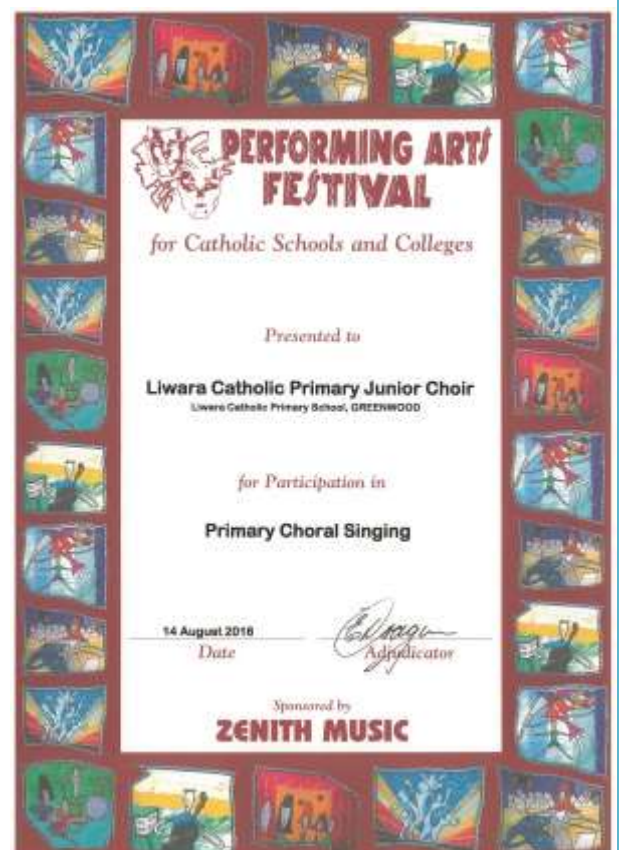 PERFORMING ARTS
FESTIVAL
for Catholic Schools and Colleges
Presented to
Liwara Catholic Primary Junior Choir
Liwara Catholic Primary School, GREENWOOD
for Participation in
Primary Choral Singing
14 August 2016
Date
Adjudicator
Sponsored by
ZENITH MUSIC